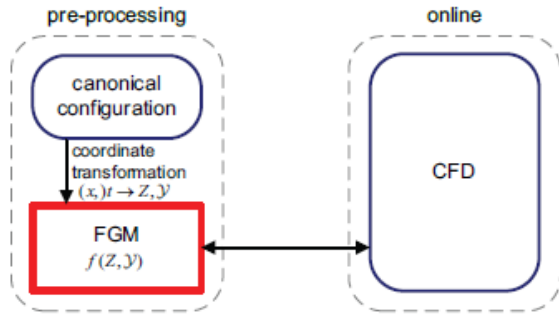 pre-processing
online
canonical
configuration
coordinate
transformation
(x,)t → Z,𝒴
FGM
f(Z,𝒴)
CFD